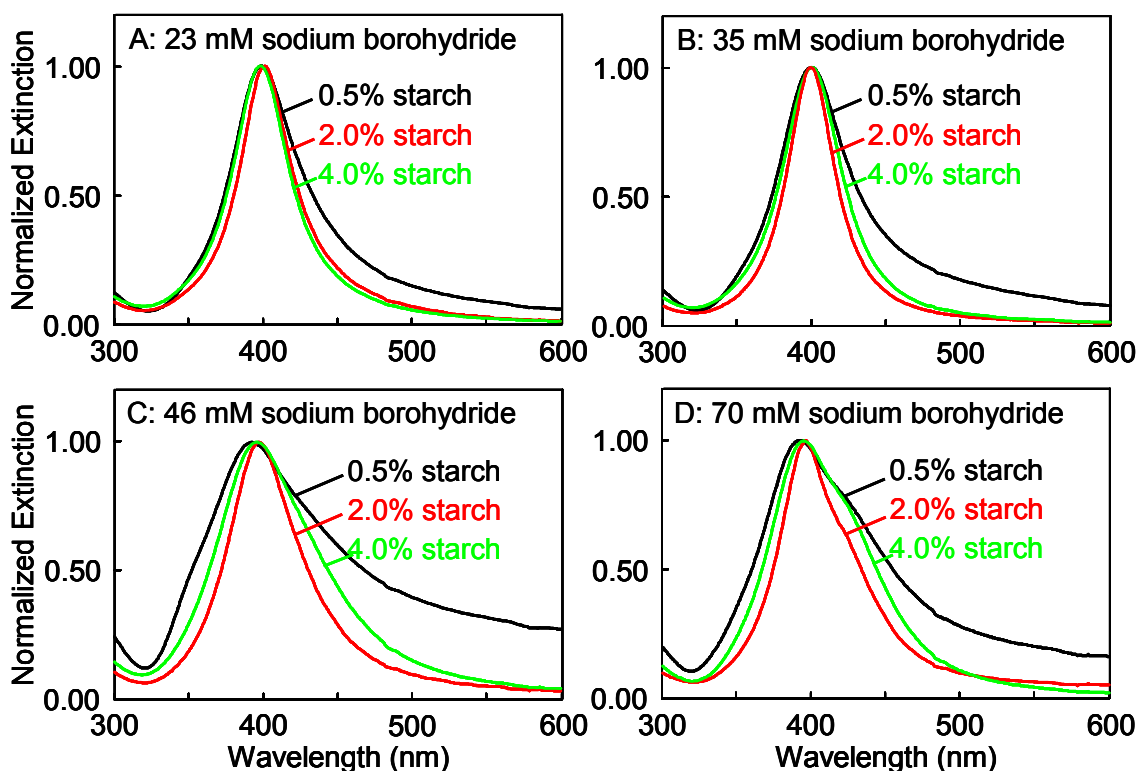 A: 23 mM sodium borohydride
Normalized Extinction
1.00
0.50
0.00
0.5% starch
2.0% starch
4.0% starch
300 400 500 600
B: 35 mM sodium borohydride
1.00
0.50
0.00
0.5% starch
2.0% starch
4.0% starch
300 400 500 600
C: 46 mM sodium borohydride
Normalized Extinction
1.00
0.50
0.00
0.5% starch
2.0% starch
4.0% starch
300 400 500 600
Wavelength (nm)
D: 70 mM sodium borohydride
1.00
0.50
0.00
0.5% starch
2.0% starch
4.0% starch
300 400 500 600
Wavelength (nm)